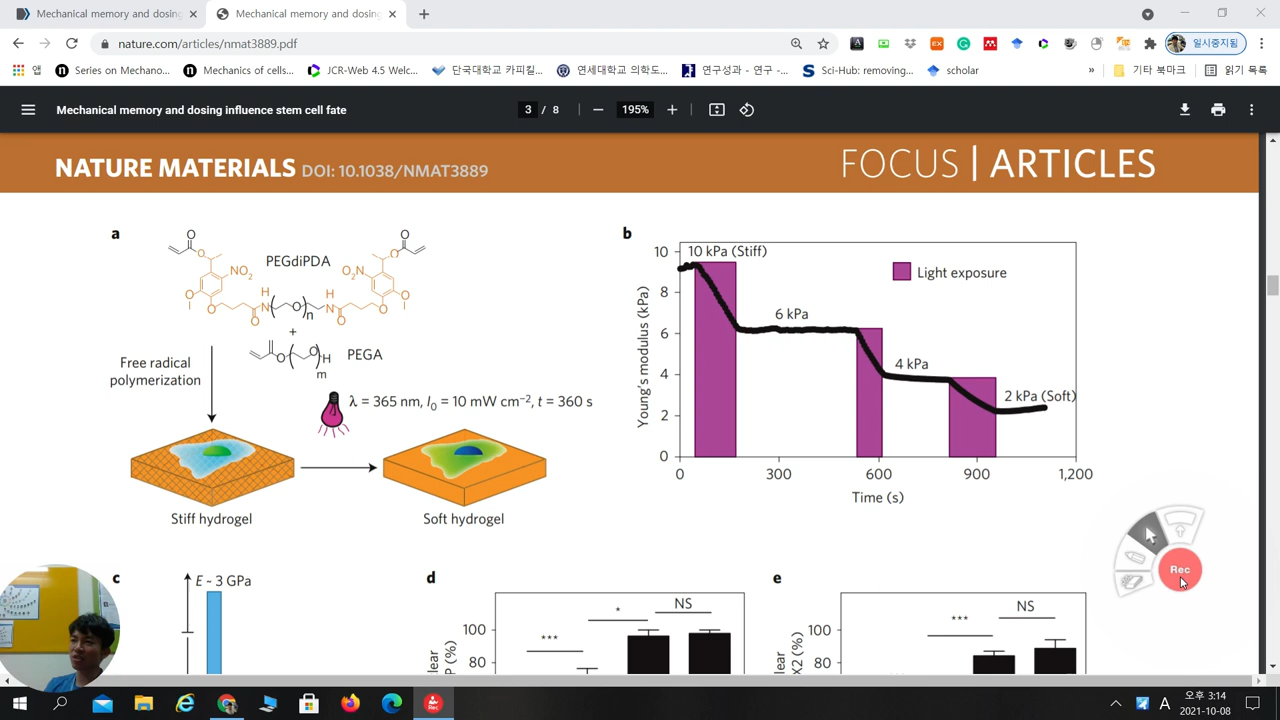 Mechanical memory and dosing
Mechanical memory and dosing
nature.com/articles/nmat3889.pdf
일시중지됨
앱
Series on Mechano...
Mechanics of cells...
JCR-Web 4.5 Welc...
단국대학교 카피킬...
연세대학교 의학도...
연구성과 - 연구 -...
Sci-Hub: removing...
scholar
»
기타 북마크
읽기 목록
Mechanical memory and dosing influence stem cell fate
3 / 8
195%
NATURE MATERIALS DOI: 10.1038/NMAT3889
FOCUS | ARTICLES
a
O
O
O
O
NO2
O2N
PEGdiPDA
O
O
O
O
H
N
O
n
H
N
O
O
+
O
O
H
m
PEGA
Free radical
polymerization
λ = 365 nm, I0 = 10 mW cm−2, t = 360 s
Stiff hydrogel
Soft hydrogel
b
10 kPa (Stiff)
Light exposure
6 kPa
4 kPa
2 kPa (Soft)
Young's modulus (kPa)
10
8
6
4
2
0
0
300
600
900
1,200
Time (s)
Rec
c
E ~ 3 GPa
d
NS
*
***
100
80
e
NS
***
100
80
A
오후 3:14
2021-10-08